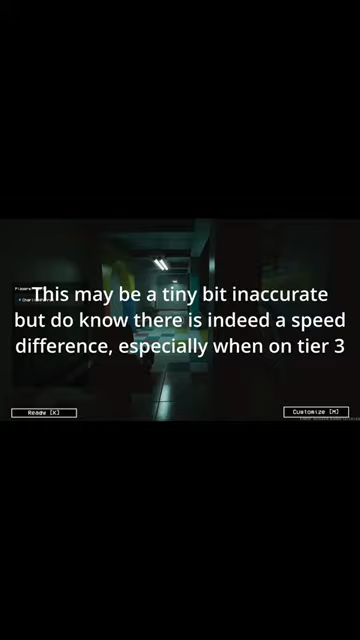 This may be a tiny bit inaccurate
but do know there is indeed a speed
difference, especially when on tier 3
Ready [K]
Customize [M]